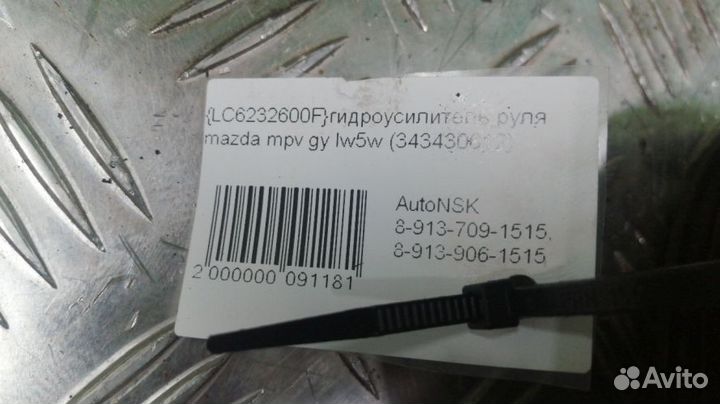 {LC6232600F}гидроусилитель руля
mazda mpv gy lw5w
AutoNSK
8-913-709-1515,
8-913-906-1515
2 000000 091181
Avito